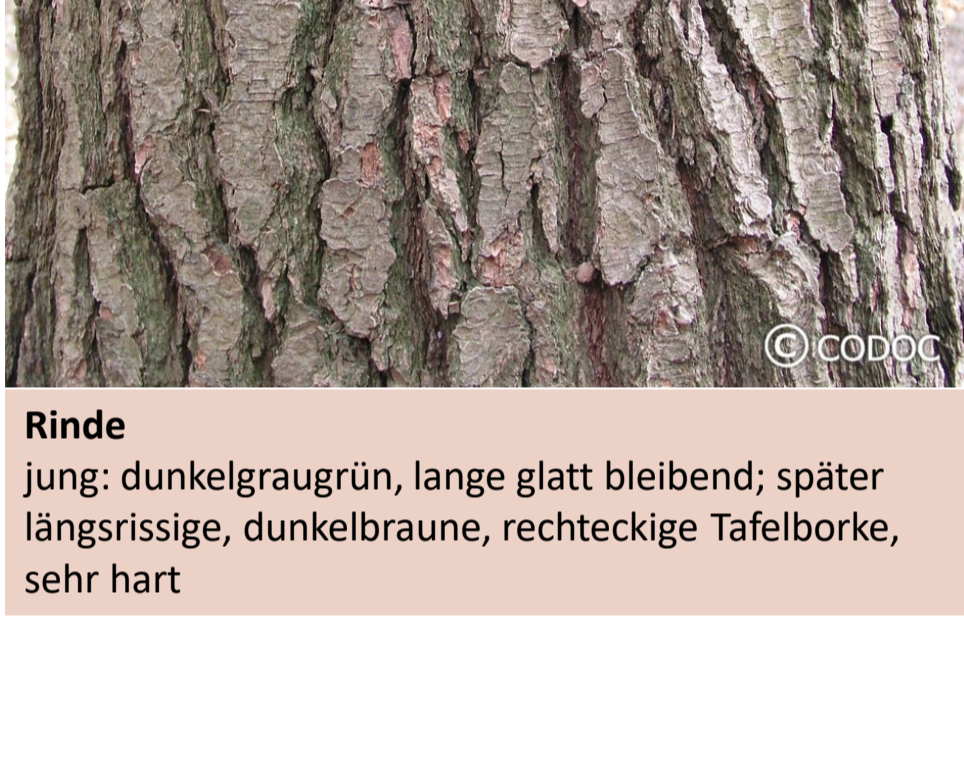 © CODOC
Rinde
jung: dunkelgraugrün, lange glatt bleibend; später
längsrissige, dunkelbraune, rechteckige Tafelborke,
sehr hart